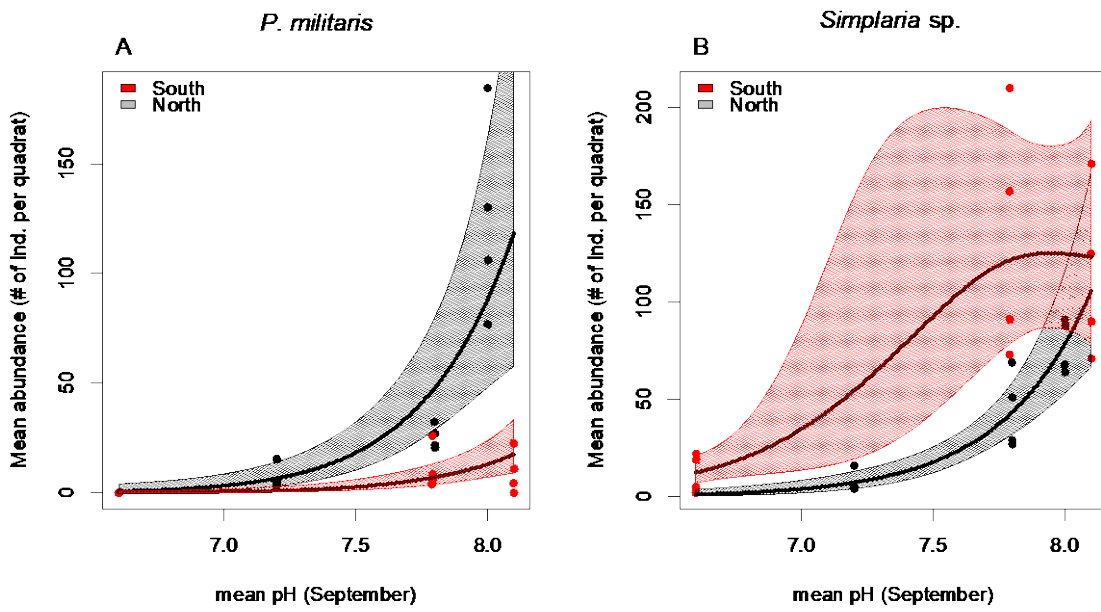 P. militaris
A
South
North
Mean abundance (# of Ind. per quadrat)
150
100
50
0
7.0 7.5 8.0
mean pH (September)
Simplaria sp.
B
South
North
Mean abundance (# of Ind. per quadrat)
200
150
100
50
0
7.0 7.5 8.0
mean pH (September)